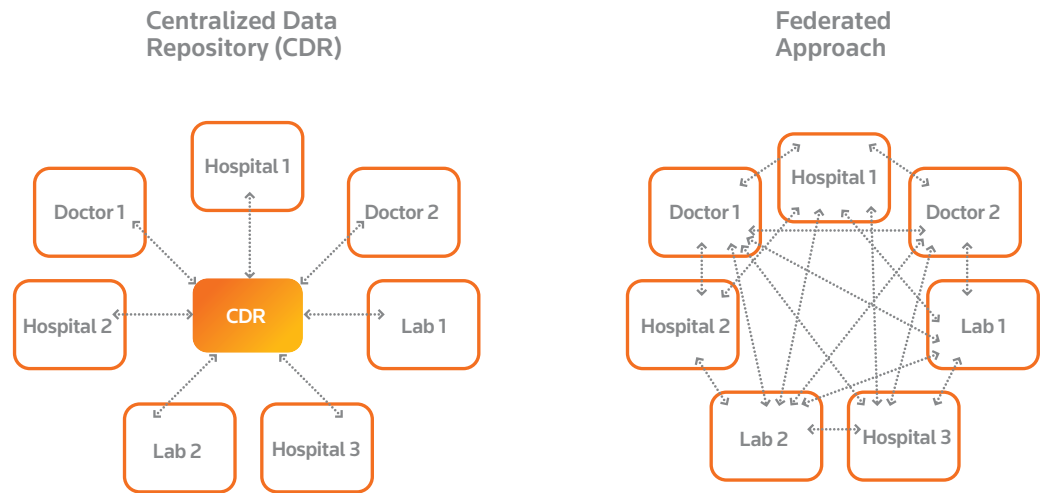 Centralized Data
Repository (CDR)
Hospital 1
Doctor 1
Doctor 2
Hospital 2
CDR
Lab 1
Lab 2
Hospital 3
Federated
Approach
Hospital 1
Doctor 1
Doctor 2
Hospital 2
Lab 1
Lab 2
Hospital 3